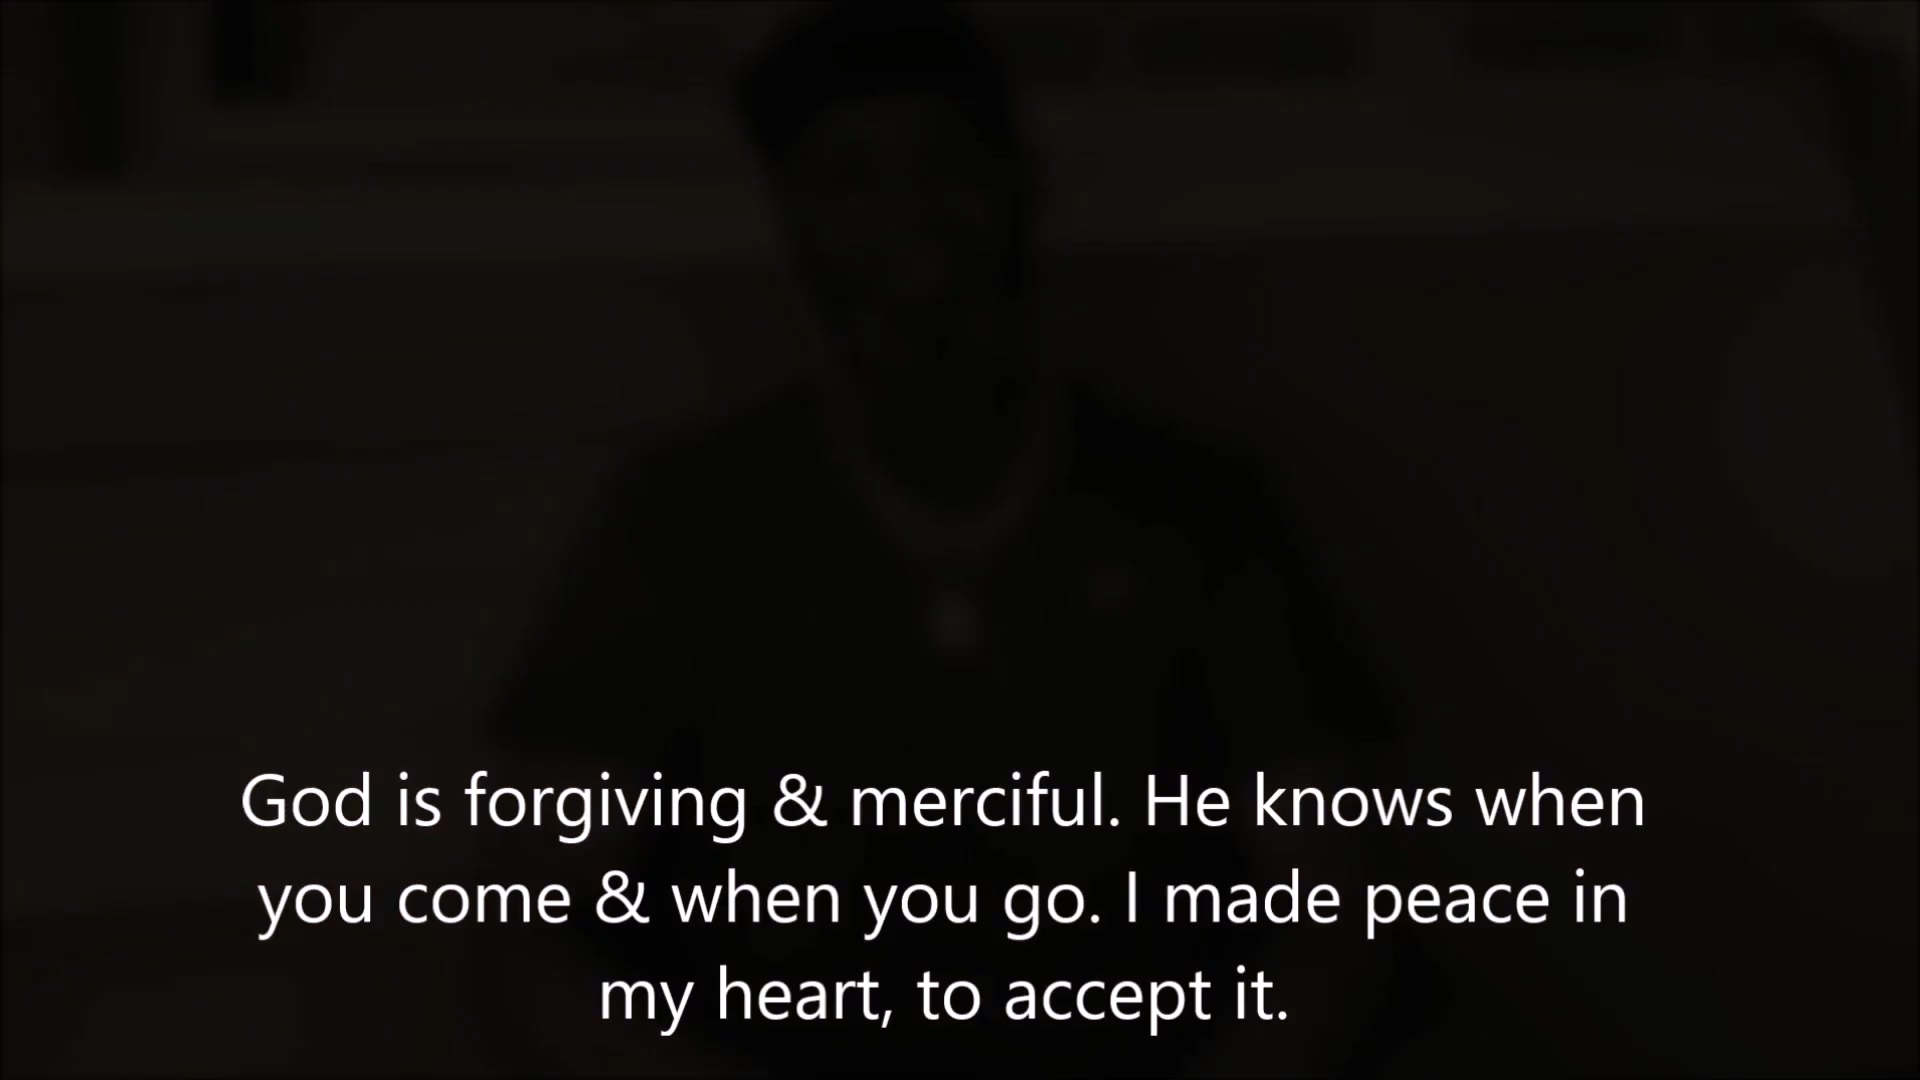 God is forgiving & merciful. He knows when
you come & when you go. I made peace in
my heart, to accept it.